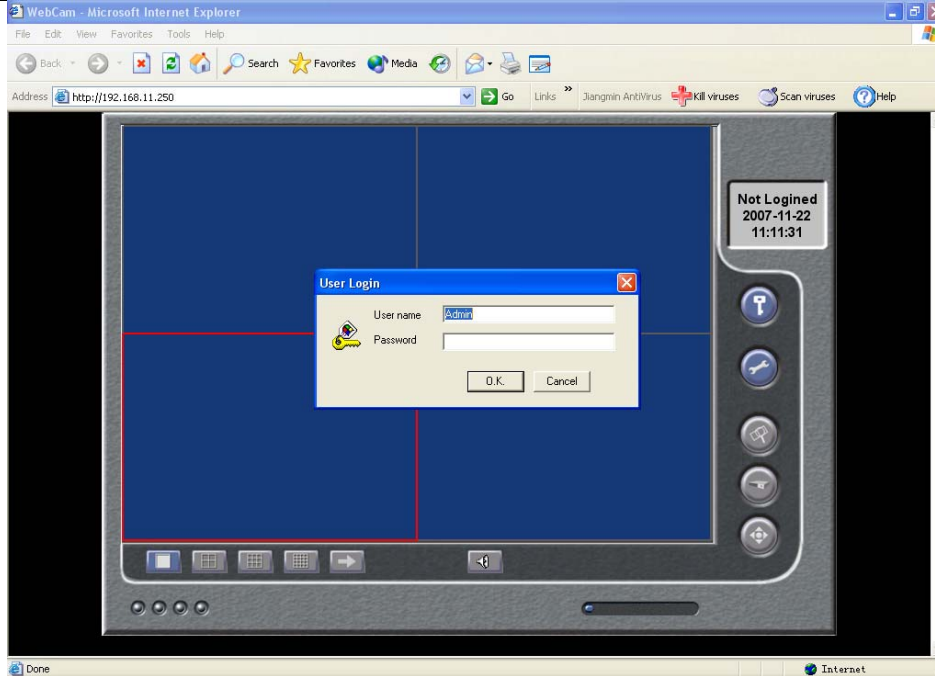 WebCam - Microsoft Internet Explorer
File Edit View Favorites Tools Help
Back Search Favorites Media
Address http://192.168.11.250 Go Links » Jiangmin AntiVirus Kill viruses Scan viruses Help
Not Logined
2007-11-22
11:11:31
User Login
User name Admin
Password
O.K. Cancel
Done Internet